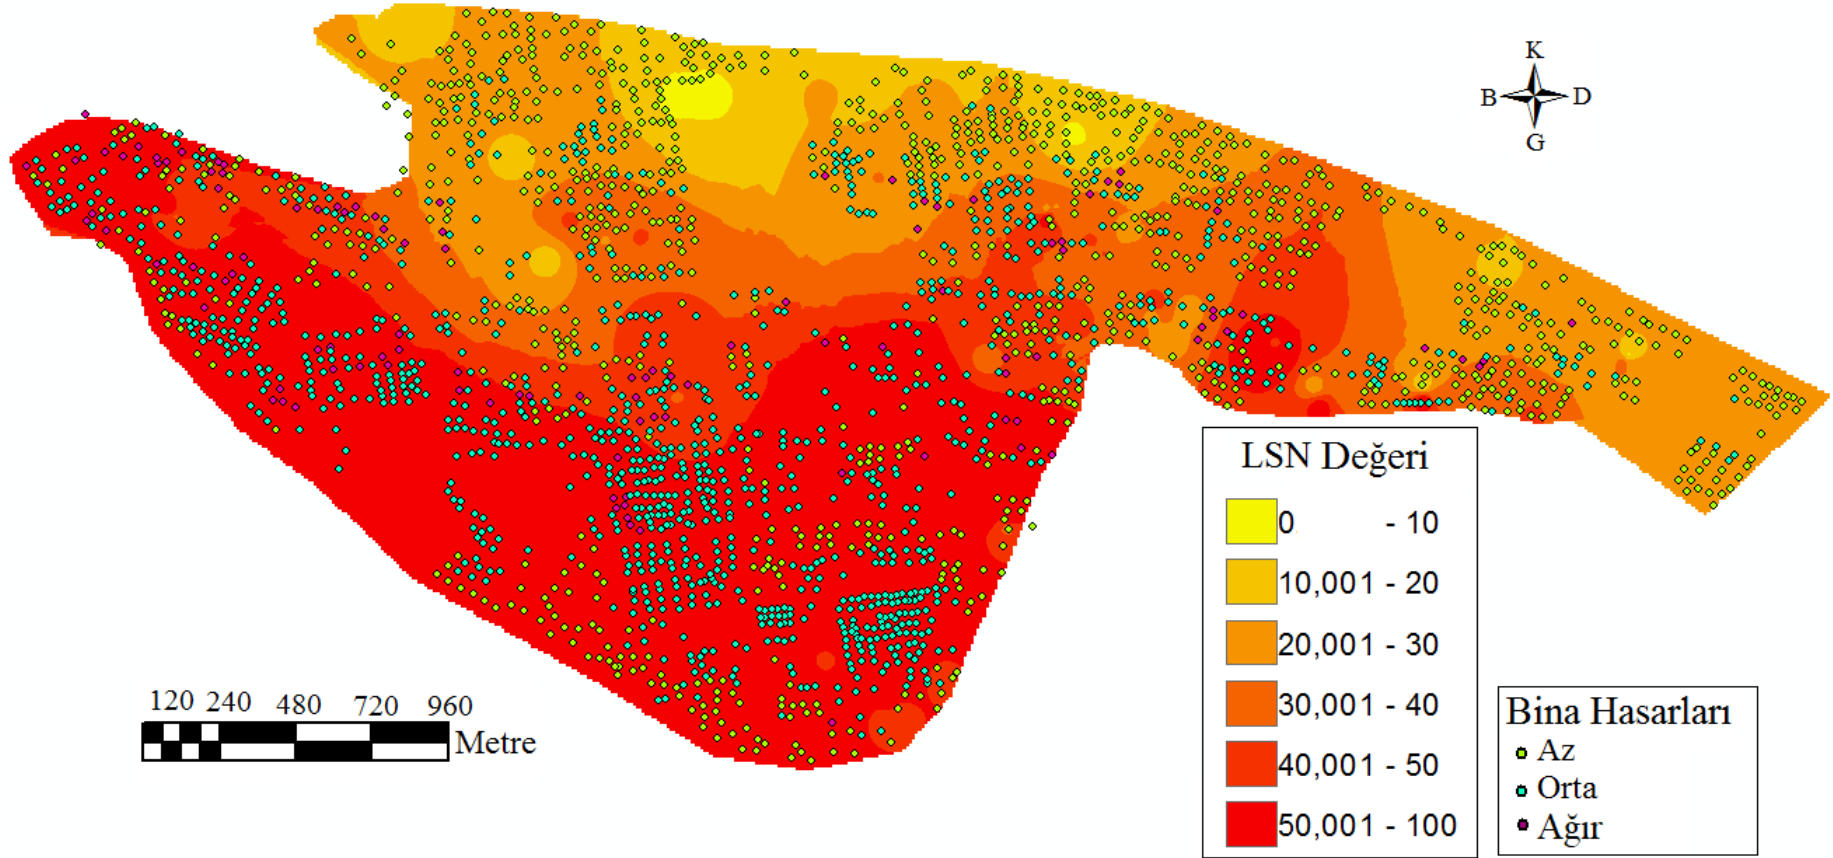 K
B D
G
LSN Değeri
0 - 10
10,001 - 20
20,001 - 30
30,001 - 40
40,001 - 50
50,001 - 100
120 240 480 720 960
Metre
Bina Hasarları
Az
Orta
Ağır